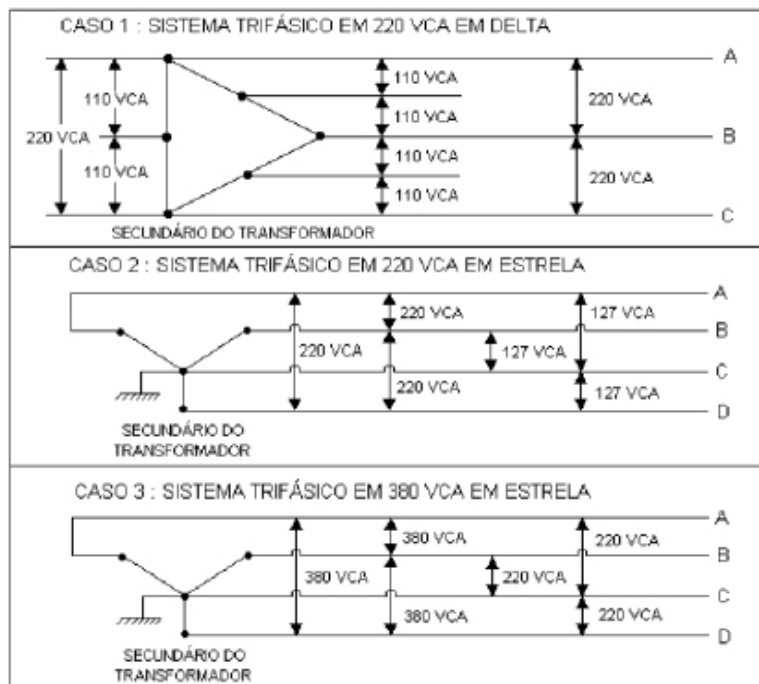 CASO 1 : SISTEMA TRIFÁSICO EM 220 VCA EM DELTA
A
110 VCA
110 VCA
110 VCA
220 VCA
220 VCA
B
110 VCA
110 VCA
110 VCA
220 VCA
C
SECUNDÁRIO DO TRANSFORMADOR
CASO 2 : SISTEMA TRIFÁSICO EM 220 VCA EM ESTRELA
A
220 VCA
127 VCA
B
220 VCA
127 VCA
C
220 VCA
127 VCA
D
SECUNDÁRIO DO
TRANSFORMADOR
CASO 3 : SISTEMA TRIFÁSICO EM 380 VCA EM ESTRELA
A
380 VCA
220 VCA
B
380 VCA
220 VCA
C
380 VCA
220 VCA
D
SECUNDÁRIO DO
TRANSFORMADOR